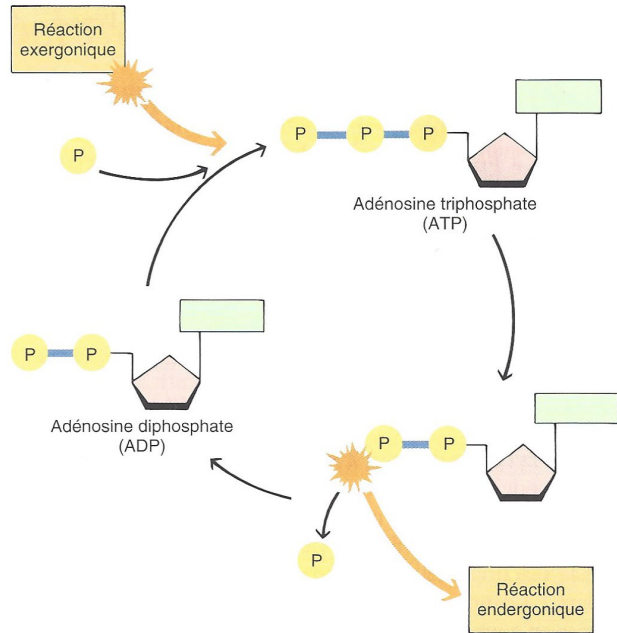 Réaction
exergonique
P
P P P
Adénosine triphosphate
(ATP)
P P
Adénosine diphosphate
(ADP)
P P
P
Réaction
endergonique